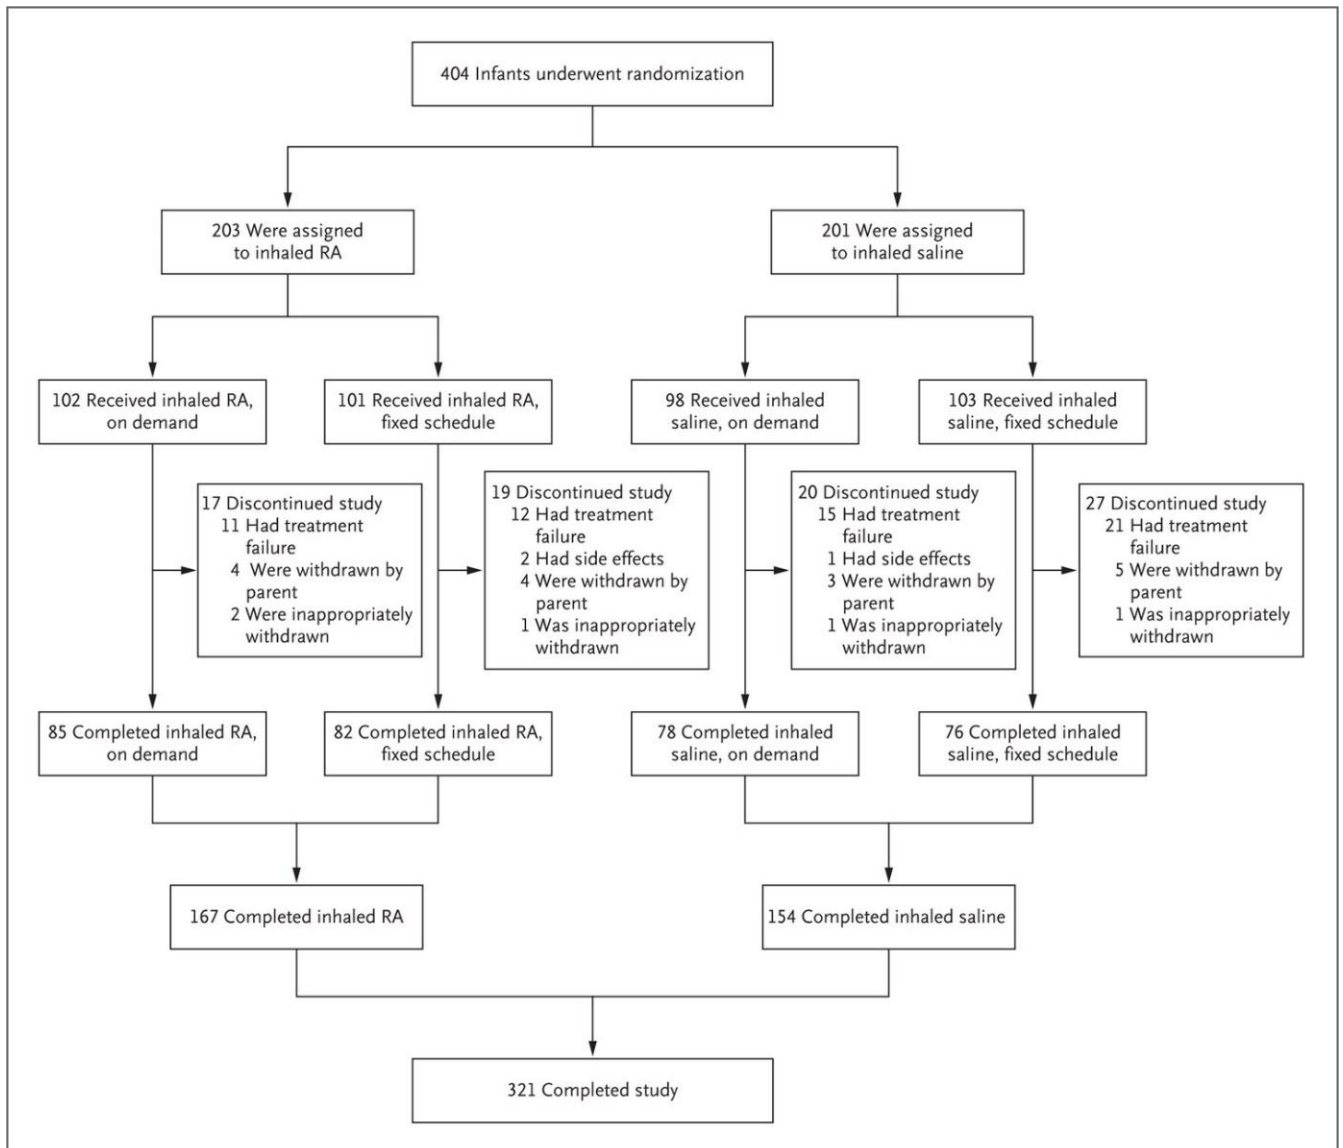 404 Infants underwent randomization
203 Were assigned
to inhaled RA
201 Were assigned
to inhaled saline
102 Received inhaled RA,
on demand
101 Received inhaled RA,
fixed schedule
98 Received inhaled
saline, on demand
103 Received inhaled
saline, fixed schedule
17 Discontinued study
11 Had treatment
failure
4 Were withdrawn by
parent
2 Were inappropriately
withdrawn
19 Discontinued study
12 Had treatment
failure
2 Had side effects
4 Were withdrawn by
parent
1 Was inappropriately
withdrawn
20 Discontinued study
15 Had treatment
failure
1 Had side effects
3 Were withdrawn by
parent
1 Was inappropriately
withdrawn
27 Discontinued study
21 Had treatment
failure
5 Were withdrawn by
parent
1 Was inappropriately
withdrawn
85 Completed inhaled RA,
on demand
82 Completed inhaled RA,
fixed schedule
78 Completed inhaled
saline, on demand
76 Completed inhaled
saline, fixed schedule
167 Completed inhaled RA
154 Completed inhaled saline
321 Completed study